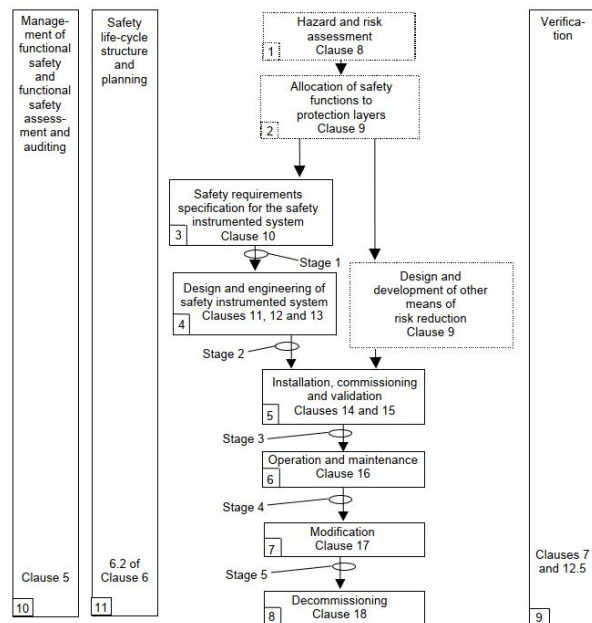 Manage-
ment of
functional
safety
and
functional
safety
assess-
ment and
auditing
Clause 5
10
Safety
life-cycle
structure
and
planning
6.2 of
Clause 6
11
Hazard and risk
assessment
Clause 8
1
Allocation of safety
functions to
protection layers
Clause 9
2
Safety requirements
specification for the safety
instrumented system
Clause 10
3
Stage 1
Design and engineering of
safety instrumented system
Clauses 11, 12 and 13
4
Design and
development of other
means of
risk reduction
Clause 9
Stage 2
Installation, commissioning
and validation
Clauses 14 and 15
5
Stage 3
Operation and maintenance
Clause 16
6
Stage 4
Modification
Clause 17
7
Stage 5
Decommissioning
Clause 18
8
Verifica-
tion
Clauses 7
and 12.5
9